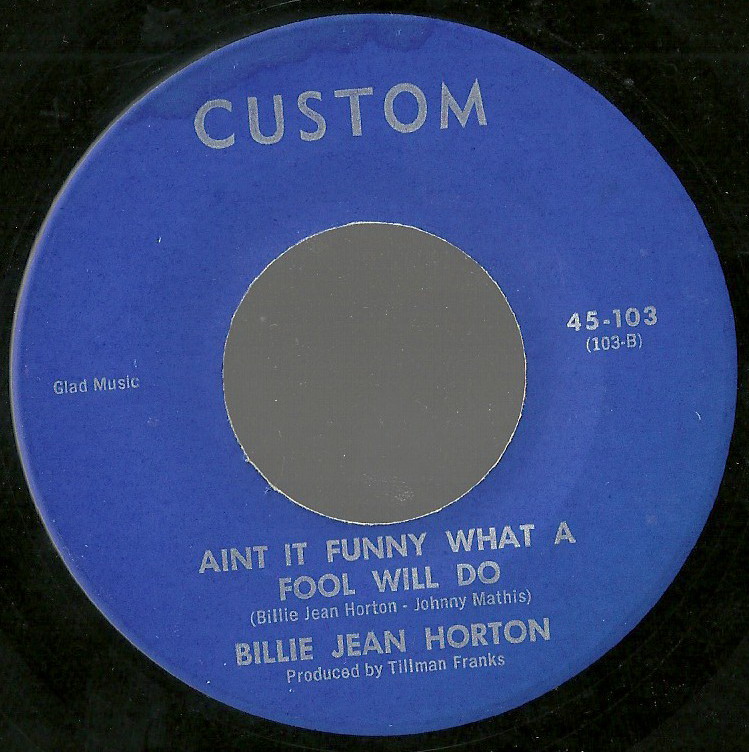 CUSTOM
45-103
(103-B)
Glad Music
AINT IT FUNNY WHAT A
FOOL WILL DO
(Billie Jean Horton - Johnny Mathis)
BILLIE JEAN HORTON
Produced by Tillman Franks